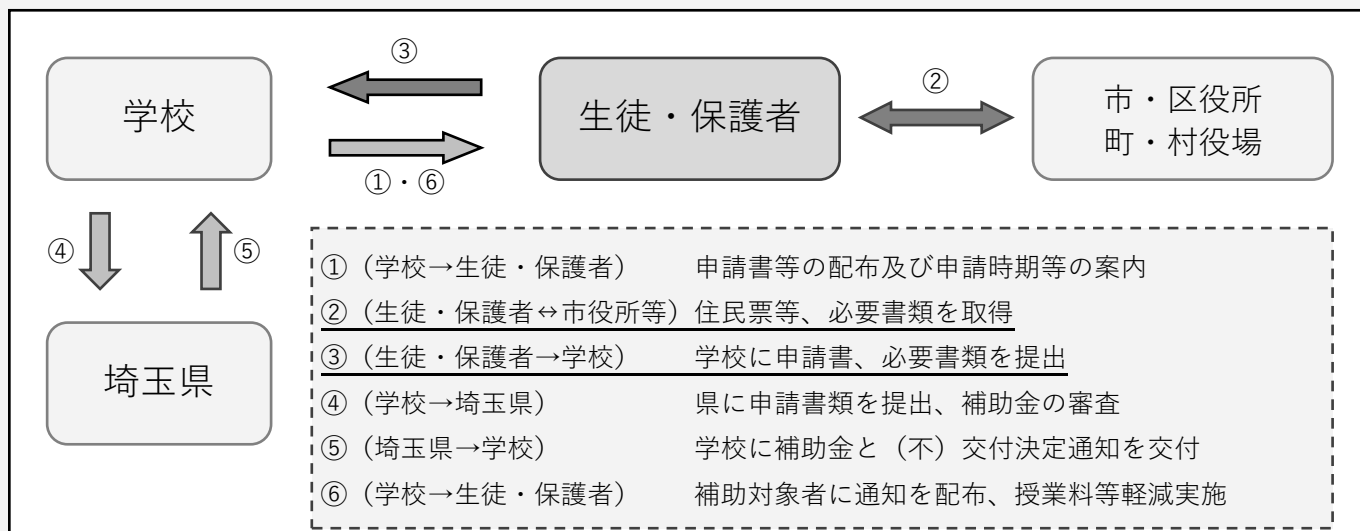 ③
学校
生徒・保護者
②
市・区役所
町・村役場
①・⑥
④
⑤
埼玉県
①（学校→生徒・保護者） 申請書等の配布及び申請時期等の案内
②（生徒・保護者↔市役所等）住民票等、必要書類を取得
③（生徒・保護者→学校） 学校に申請書、必要書類を提出
④（学校→埼玉県） 県に申請書類を提出、補助金の審査
⑤（埼玉県→学校） 学校に補助金と（不）交付決定通知を交付
⑥（学校→生徒・保護者） 補助対象者に通知を配布、授業料等軽減実施